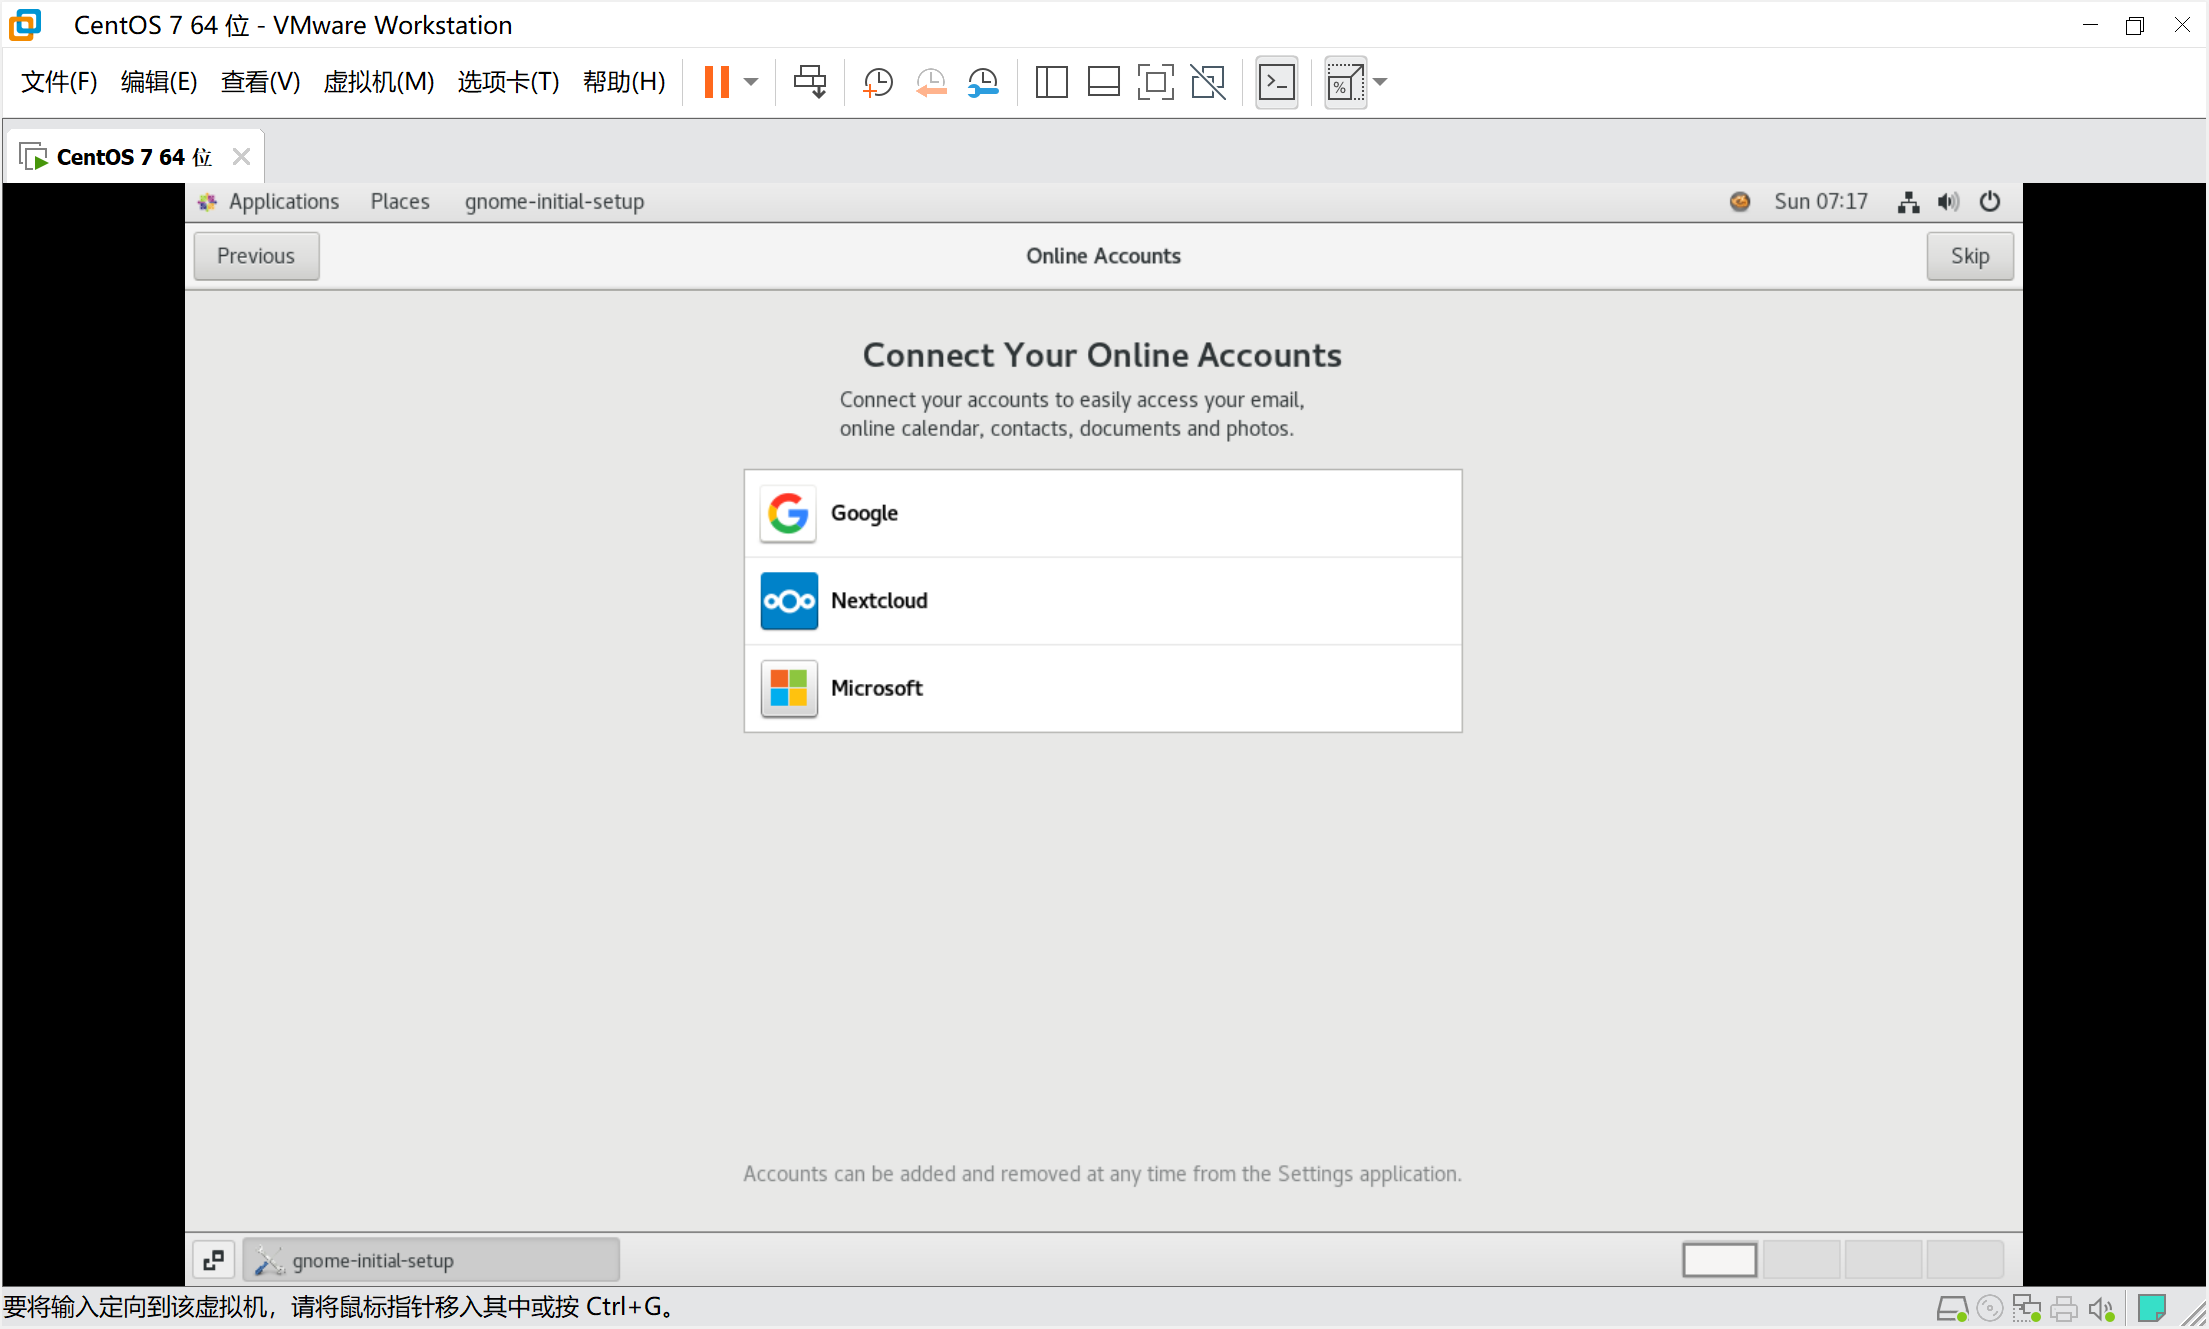 CentOS 7 64 位 - VMware Workstation
文件(F) 编辑(E) 查看(V) 虚拟机(M) 选项卡(T) 帮助(H)
CentOS 7 64 位
Applications Places gnome-initial-setup Sun 07:17
Previous Online Accounts Skip
Connect Your Online Accounts
Connect your accounts to easily access your email,
online calendar, contacts, documents and photos.
Google
Nextcloud
Microsoft
Accounts can be added and removed at any time from the Settings application.
gnome-initial-setup
要将输入定向到该虚拟机，请将鼠标指针移入其中或按 Ctrl+G。